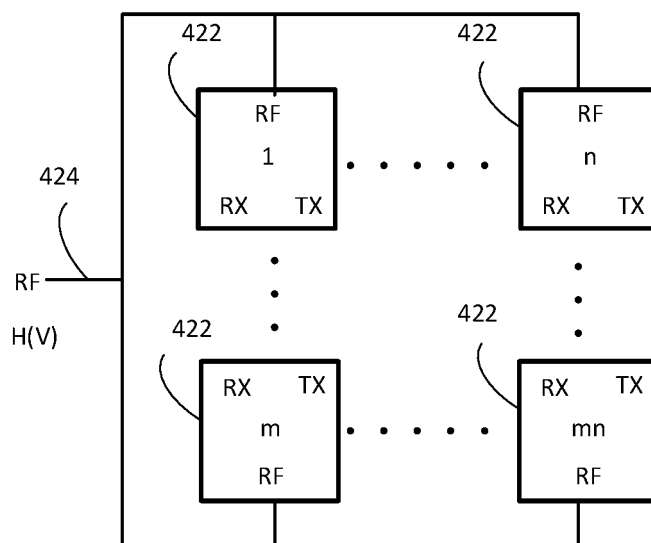 422
422
RF
RF
1
n
424
RX TX
RX TX
RF
H(V)
422
422
RX TX
RX TX
m
mn
RF
RF